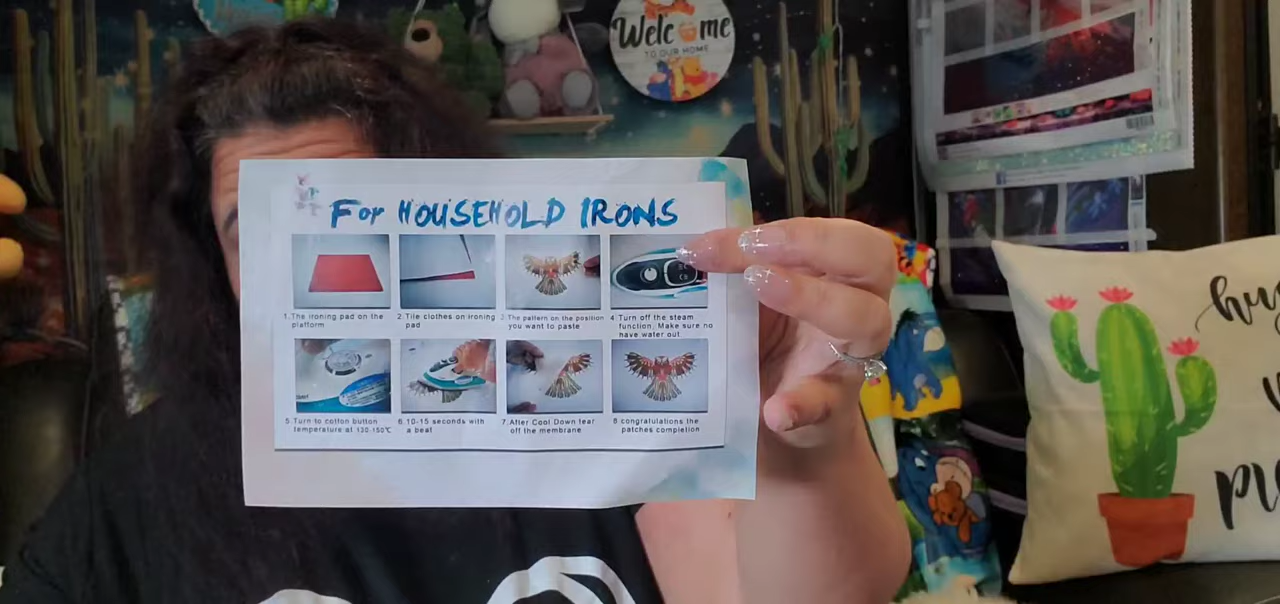 Welcome
TO OUR HOME
For HOUSEHOLD IRONS
1.The ironing pad on the
platform
2.Tile clothes on ironing
pad
3.The pattern on the position
you want to paste
4 Turn off the steam
function. Make sure no
have water out.
5.Turn to cotton button
temperature at 130-150℃
6.10-15 seconds with
a beat
7.After Cool Down tear
off the membrane
8.congratulations the
patches completion